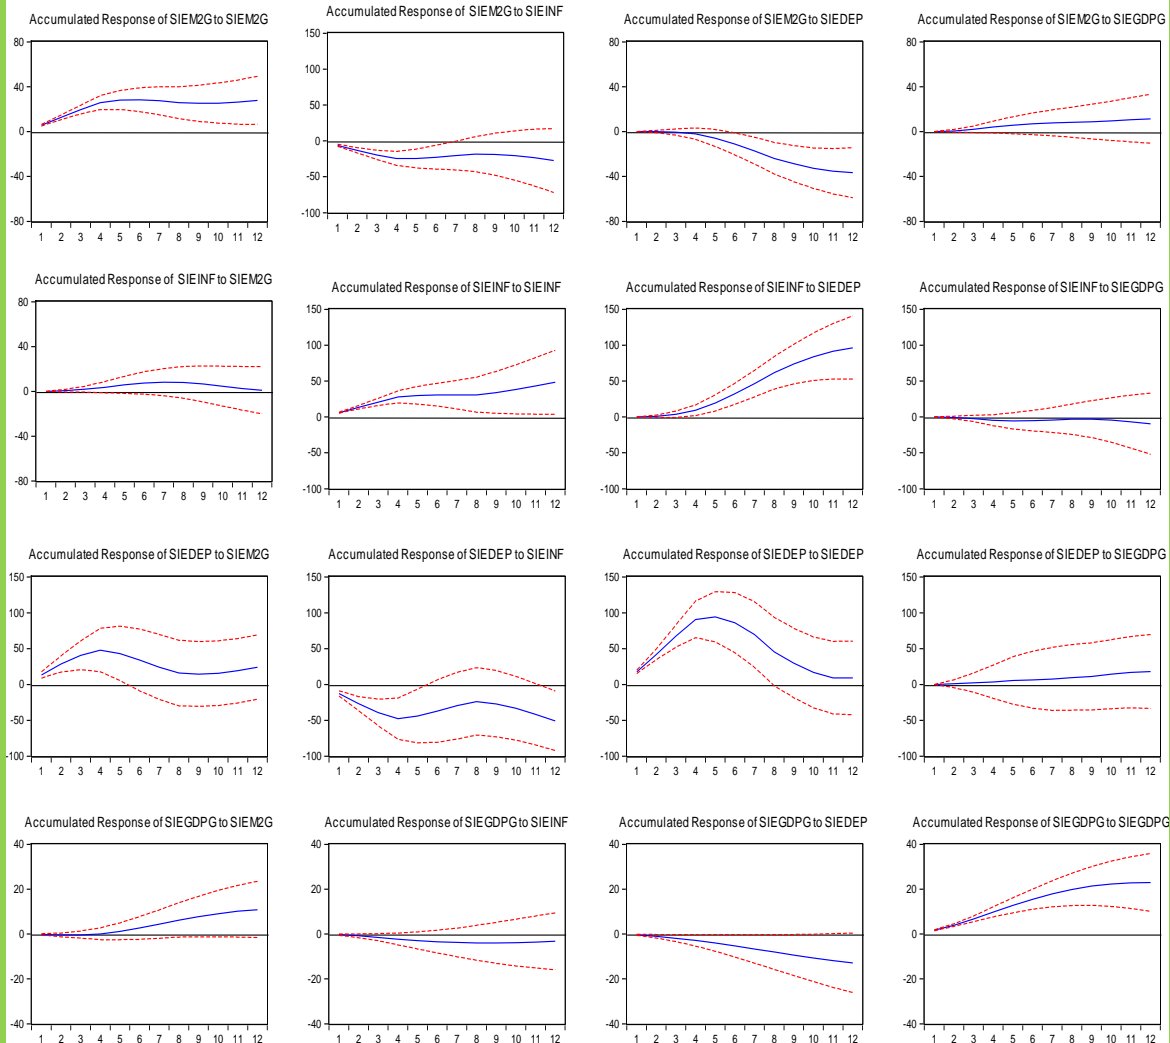 Accumulated Response of SIEM2G to SIEM2G
80
40
0
-40
-80
1 2 3 4 5 6 7 8 9 10 11 12
Accumulated Response of SIEM2G to SIEINF
150
100
50
0
-50
-100
1 2 3 4 5 6 7 8 9 10 11 12
Accumulated Response of SIEM2G to SIEDEP
80
40
0
-40
-80
1 2 3 4 5 6 7 8 9 10 11 12
Accumulated Response of SIEM2G to SIEGDPG
80
40
0
-40
-80
1 2 3 4 5 6 7 8 9 10 11 12
Accumulated Response of SIEINF to SIEM2G
80
40
0
-40
-80
1 2 3 4 5 6 7 8 9 10 11 12
Accumulated Response of SIEINF to SIEINF
150
100
50
0
-50
-100
1 2 3 4 5 6 7 8 9 10 11 12
Accumulated Response of SIEINF to SIEDEP
150
100
50
0
-50
-100
1 2 3 4 5 6 7 8 9 10 11 12
Accumulated Response of SIEINF to SIEGDPG
150
100
50
0
-50
-100
1 2 3 4 5 6 7 8 9 10 11 12
Accumulated Response of SIEDEP to SIEM2G
150
100
50
0
-50
-100
1 2 3 4 5 6 7 8 9 10 11 12
Accumulated Response of SIEDEP to SIEINF
150
100
50
0
-50
-100
1 2 3 4 5 6 7 8 9 10 11 12
Accumulated Response of SIEDEP to SIEDEP
150
100
50
0
-50
-100
1 2 3 4 5 6 7 8 9 10 11 12
Accumulated Response of SIEDEP to SIEGDPG
150
100
50
0
-50
-100
1 2 3 4 5 6 7 8 9 10 11 12
Accumulated Response of SIEGDPG to SIEM2G
40
20
0
-20
-40
1 2 3 4 5 6 7 8 9 10 11 12
Accumulated Response of SIEGDPG to SIEINF
40
20
0
-20
-40
1 2 3 4 5 6 7 8 9 10 11 12
Accumulated Response of SIEGDPG to SIEDEP
40
20
0
-20
-40
1 2 3 4 5 6 7 8 9 10 11 12
Accumulated Response of SIEGDPG to SIEGDPG
40
20
0
-20
-40
1 2 3 4 5 6 7 8 9 10 11 12